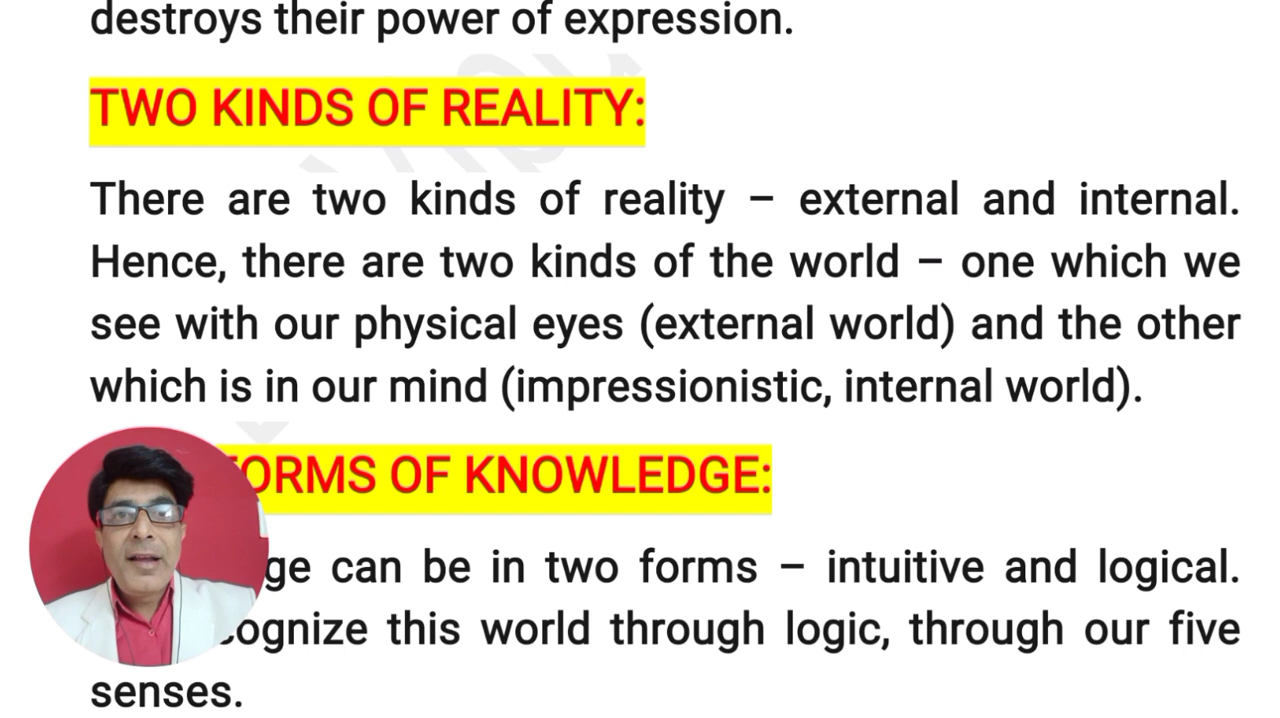 destroys their power of expression.
TWO KINDS OF REALITY:
There are two kinds of reality – external and internal.
Hence, there are two kinds of the world – one which we
see with our physical eyes (external world) and the other
which is in our mind (impressionistic, internal world).
FORMS OF KNOWLEDGE:
can be in two forms – intuitive and logical.
this world through logic, through our five
senses.